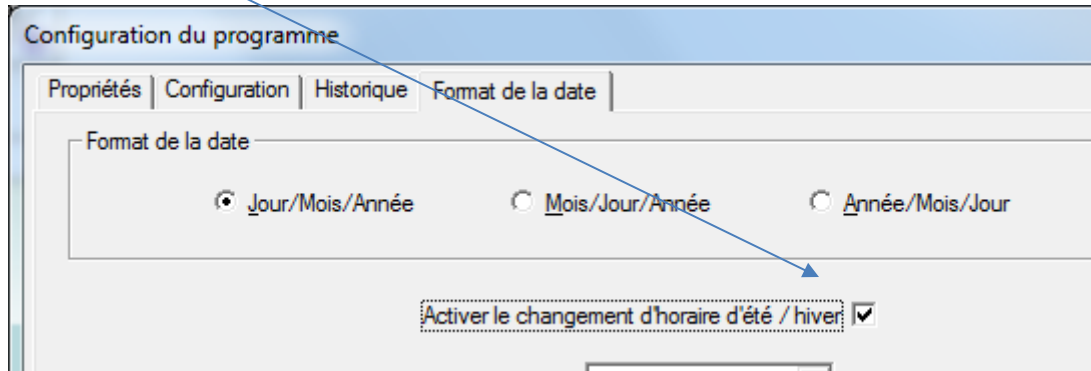 Configuration du programme
Propriétés Configuration Historique Format de la date
Format de la date
Jour/Mois/Année Mois/Jour/Année Année/Mois/Jour
Activer le changement d'horaire d'été / hiver